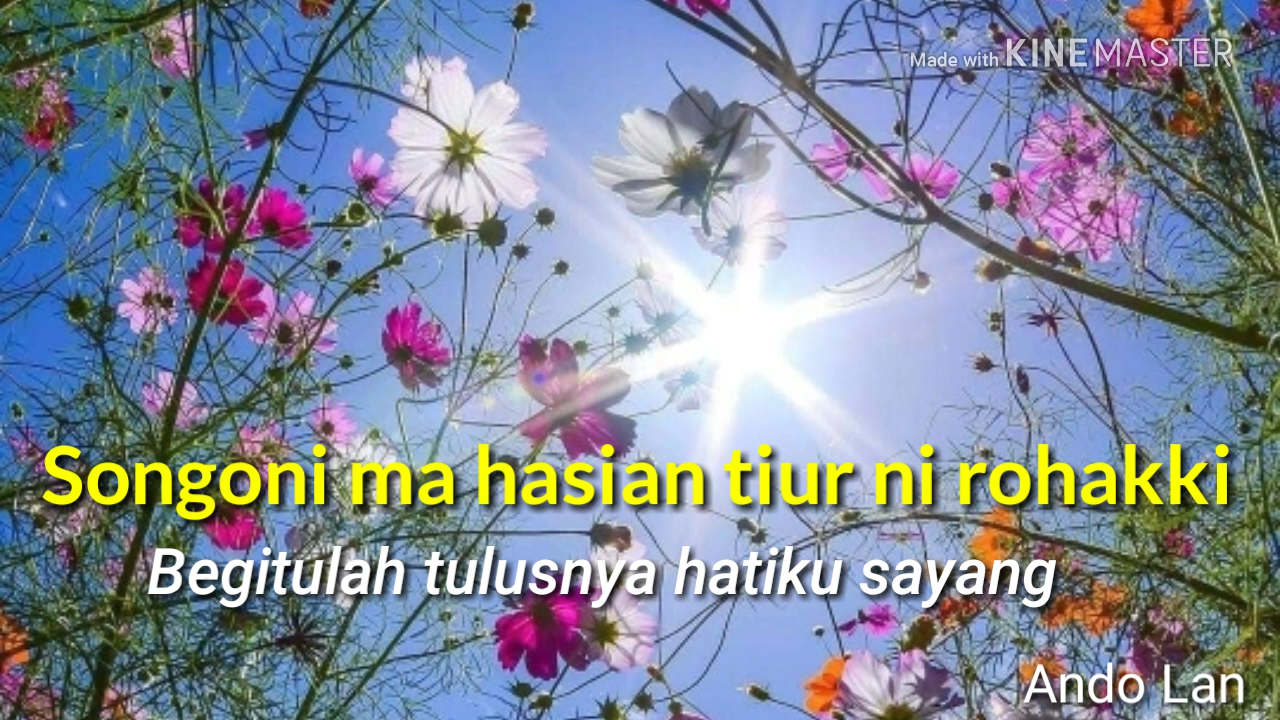 Made with KINEMASTER
Songoni ma hasian tiur ni rohakki
Begitulah tulusnya hatiku sayang
Ando Lan